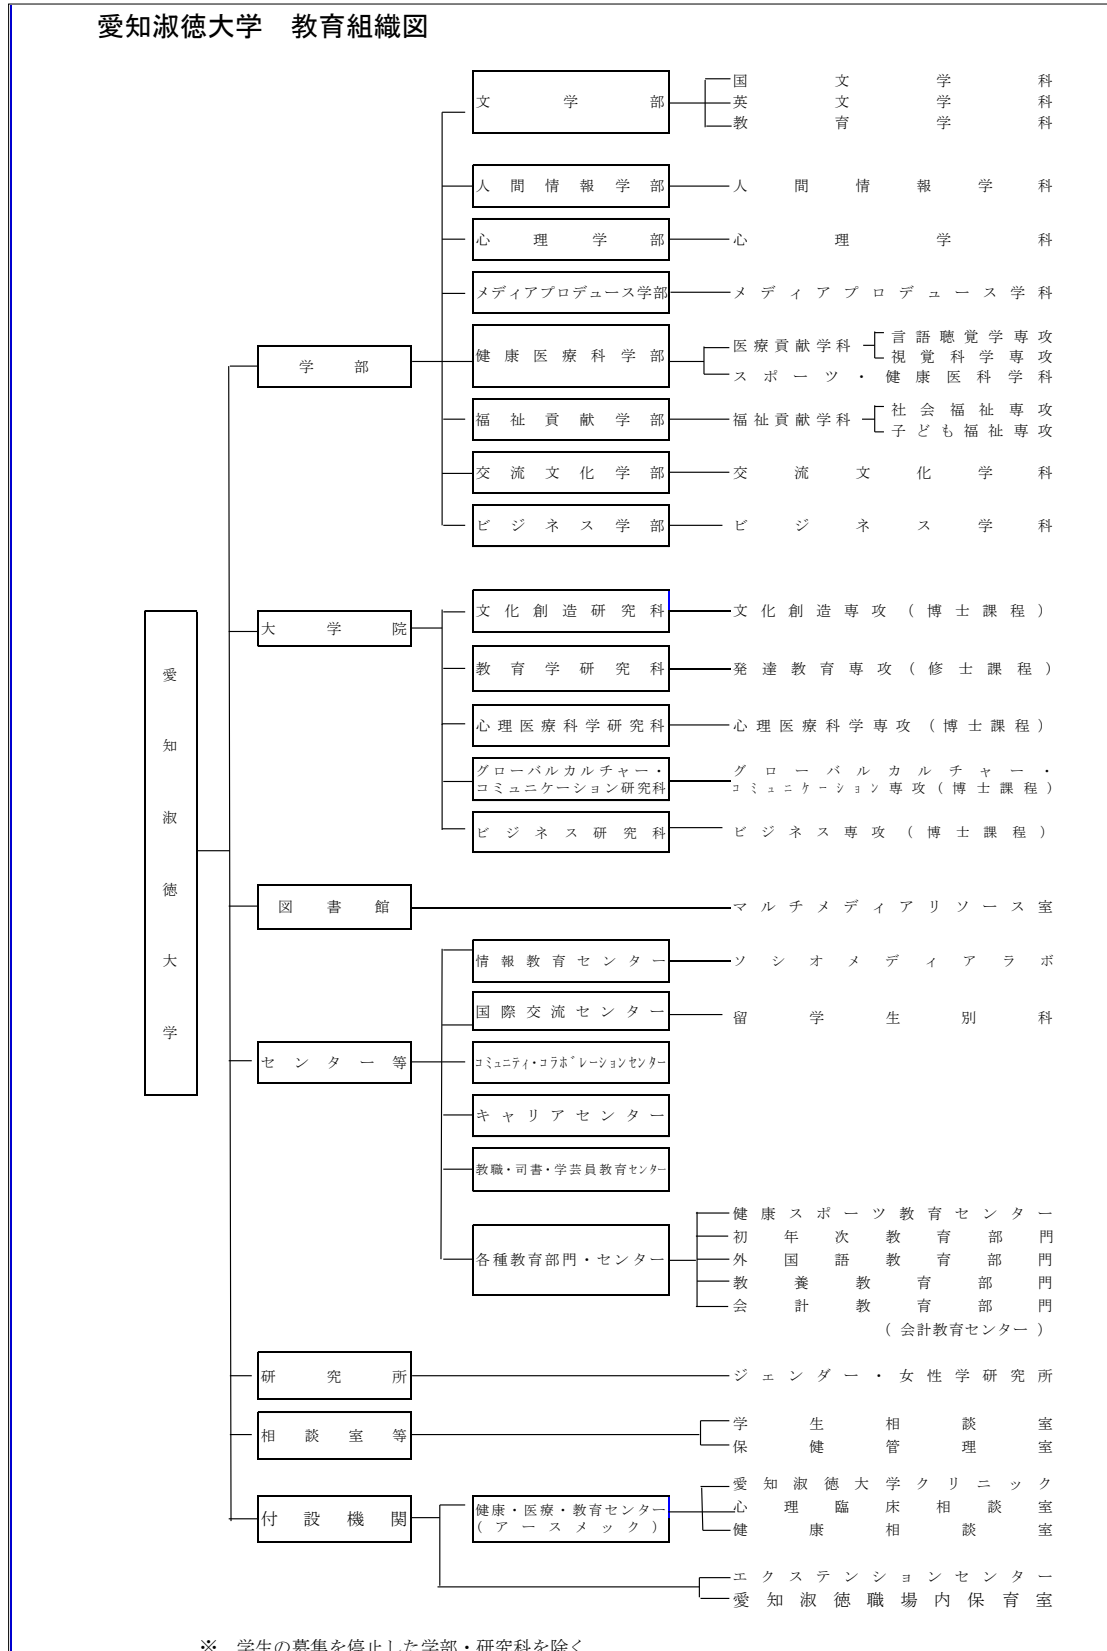 愛知淑徳大学　教育組織図
文学部
国文学科
英文学科
教育学科
人間情報学部
人間情報学科
心理学部
心理学科
メディアプロデュース学部
メディアプロデュース学科
学部
健康医療科学部
医療貢献学科
言語聴覚学専攻
視覚科学専攻
スポーツ・健康医科学科
福祉貢献学部
福祉貢献学科
社会福祉専攻
子ども福祉専攻
交流文化学部
交流文化学科
ビジネス学部
ビジネス学科
愛知淑徳大学
大学院
文化創造研究科
文化創造専攻（博士課程）
教育学研究科
発達教育専攻（修士課程）
心理医療科学研究科
心理医療科学専攻（博士課程）
グローバルカルチャー・
コミュニケーション研究科
グローバルカルチャー・
コミュニケーション専攻（博士課程）
ビジネス研究科
ビジネス専攻（博士課程）
図書館
マルチメディアリソース室
センター等
情報教育センター
ソシオメディアラボ
国際交流センター
留学生別科
コミュニティ・コラボレーションセンター
キャリアセンター
教職・司書・学芸員教育センター
各種教育部門・センター
健康スポーツ教育センター
初年次教育部門
外国語教育部門
教養教育部門
会計教育部門
（会計教育センター）
研究所
ジェンダー・女性学研究所
相談室等
学生相談室
保健管理室
付設機関
健康・医療・教育センター
（アースメック）
愛知淑徳大学クリニック
心理臨床相談室
健康相談室
エクステンションセンター
愛知淑徳職場内保育室
※　学生の募集を停止した学部・研究科を除く